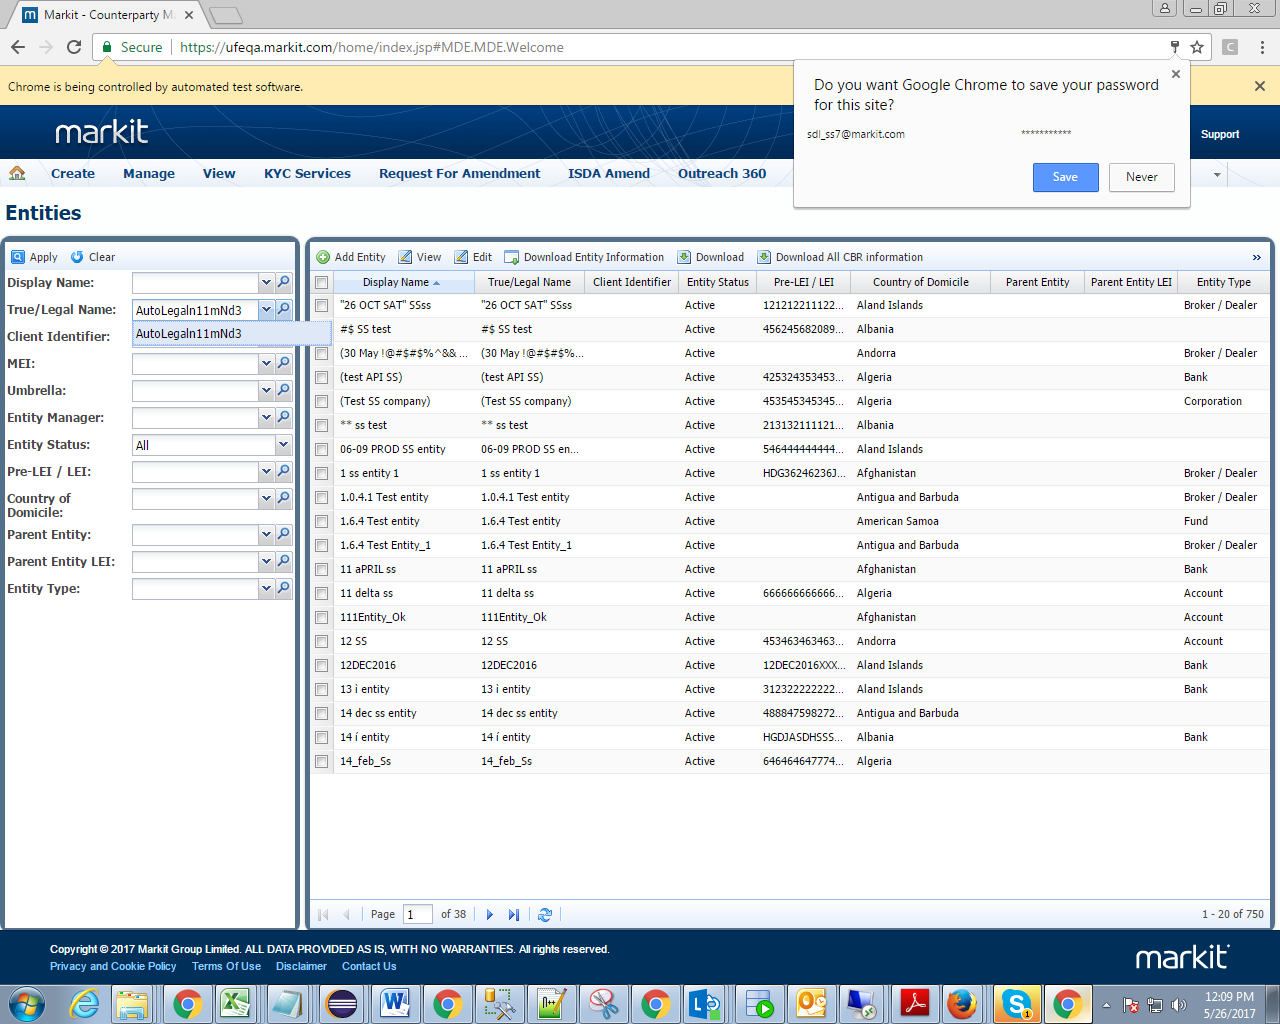 Markit - Counterparty Ma
Secure https://ufeqa.markit.com/home/index.jsp#MDE.MDE.Welcome
Chrome is being controlled by automated test software.
Do you want Google Chrome to save your password
for this site?
sdl_ss7@markit.com ***********
Save Never
markit
Support
Create Manage View KYC Services Request For Amendment ISDA Amend Outreach 360
Entities
Apply Clear
Display Name:
True/Legal Name: AutoLegaln11mNd3
AutoLegaln11mNd3
Client Identifier:
MEI:
Umbrella:
Entity Manager:
Entity Status: All
Pre-LEI / LEI:
Country of
Domicile:
Parent Entity:
Parent Entity LEI:
Entity Type:
Add Entity View Edit Download Entity Information Download Download All CBR information »
Display Name True/Legal Name Client Identifier Entity Status Pre-LEI / LEI Country of Domicile Parent Entity Parent Entity LEI Entity Type
"26 OCT SAT" SSss "26 OCT SAT" SSss Active 121212211122... Aland Islands Broker / Dealer
#$ SS test #$ SS test Active 456245682089... Albania
(30 May !@#$#$%^&& ... (30 May !@#$#$%... Active Andorra Broker / Dealer
(test API SS) (test API SS) Active 425324353453... Algeria Bank
(Test SS company) (Test SS company) Active 453545345345... Algeria Corporation
** ss test ** ss test Active 213132111121... Albania
06-09 PROD SS entity 06-09 PROD SS en... Active 546444444444... Aland Islands
1 ss entity 1 1 ss entity 1 Active HDG36246236J... Afghanistan Broker / Dealer
1.0.4.1 Test entity 1.0.4.1 Test entity Active Antigua and Barbuda Broker / Dealer
1.6.4 Test entity 1.6.4 Test entity Active American Samoa Fund
1.6.4 Test Entity_1 1.6.4 Test Entity_1 Active Antigua and Barbuda Broker / Dealer
11 aPRIL ss 11 aPRIL ss Active Afghanistan Bank
11 delta ss 11 delta ss Active 666666666666... Algeria Account
111Entity_Ok 111Entity_Ok Active Afghanistan Account
12 SS 12 SS Active 453463463463... Andorra Account
12DEC2016 12DEC2016 Active 12DEC2016XXX... Aland Islands Bank
13 i entity 13 i entity Active 312322222222... Aland Islands Bank
14 dec ss entity 14 dec ss entity Active 488847598272... Antigua and Barbuda
14 í entity 14 í entity Active HGDJASDHSSS... Albania Bank
14_feb_Ss 14_feb_Ss Active 646464647774... Algeria
Page 1 of 38 1 - 20 of 750
Copyright © 2017 Markit Group Limited. ALL DATA PROVIDED AS IS, WITH NO WARRANTIES. All rights reserved.
Privacy and Cookie Policy Terms Of Use Disclaimer Contact Us
markit
12:09 PM
5/26/2017